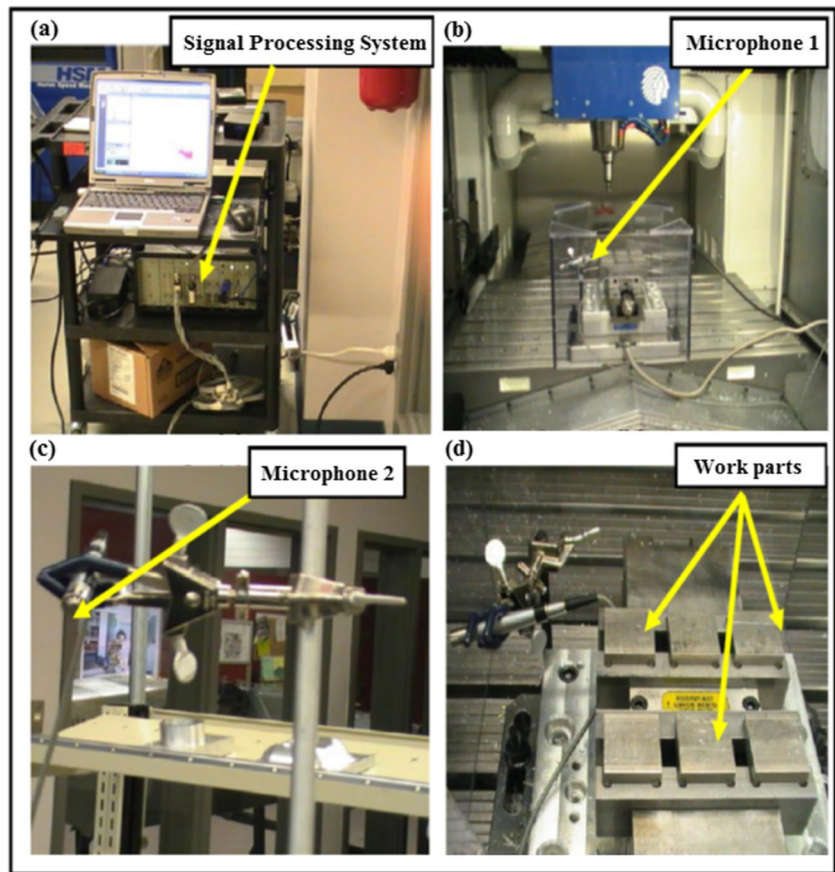 (a)
Signal Processing System
HSM
(b)
Microphone 1
(c)
Microphone 2
(d)
Work parts